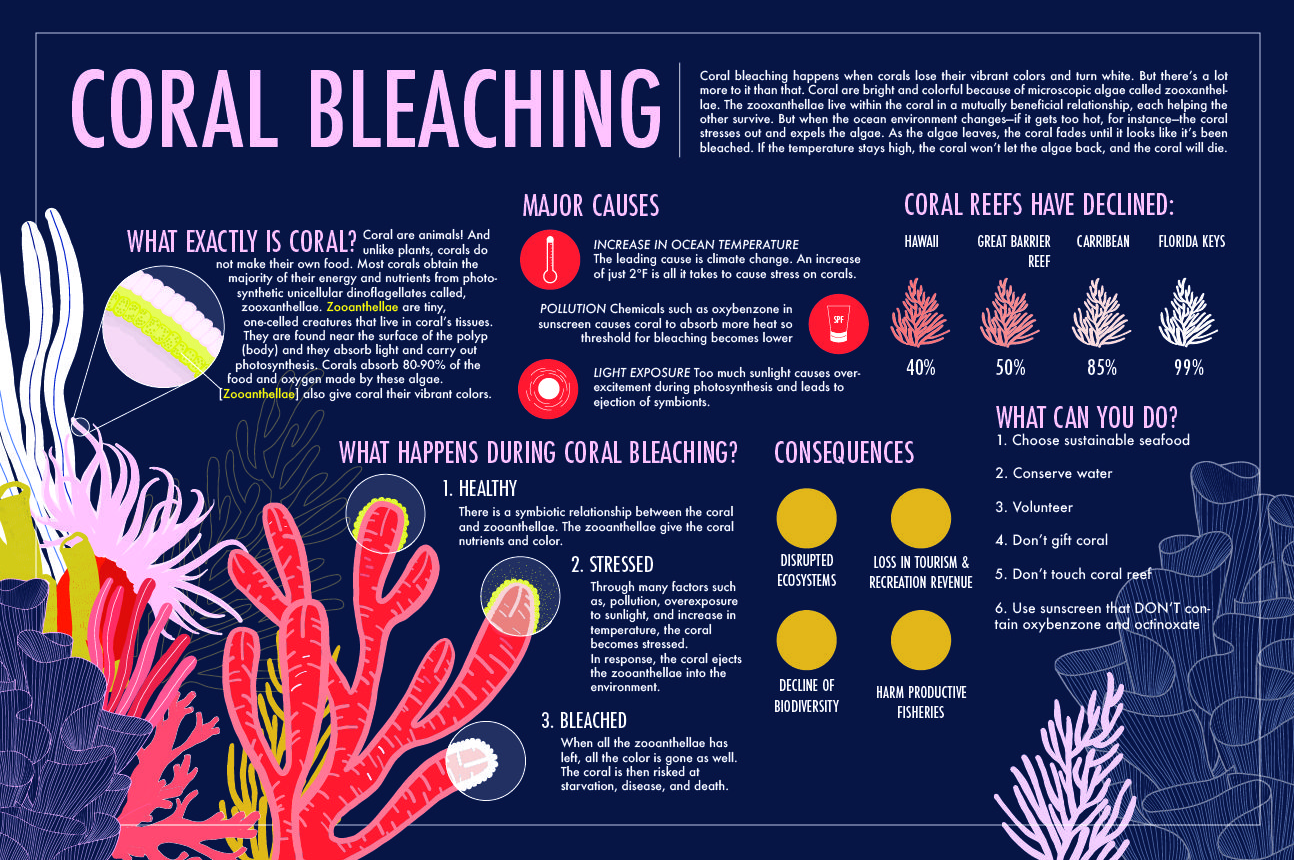 CORAL BLEACHING
Coral bleaching happens when corals lose their vibrant colors and turn white. But there's a lot
more to it than that. Coral are bright and colorful because of microscopic algae called zooxanthel-
lae. The zooxanthellae live within the coral in a mutually beneficial relationship, each helping the
other survive. But when the ocean environment changes—if it gets too hot, for instance—the coral
stresses out and expels the algae. As the algae leaves, the coral fades until it looks like it's been
bleached. If the temperature stays high, the coral won't let the algae back, and the coral will die.
WHAT EXACTLY IS CORAL?
Coral are animals! And
unlike plants, corals do
not make their own food. Most corals obtain the
majority of their energy and nutrients from photo-
synthetic unicellular dinoflagellates called,
zooxanthellae. Zooanthellae are tiny,
one-celled creatures that live in coral's tissues.
They are found near the surface of the polyp
(body) and they absorb light and carry out
photosynthesis. Corals absorb 80-90% of the
food and oxygen made by these algae.
[Zooanthellae] also give coral their vibrant colors.
MAJOR CAUSES
INCREASE IN OCEAN TEMPERATURE
The leading cause is climate change. An increase
of just 2°F is all it takes to cause stress on corals.
POLLUTION Chemicals such as oxybenzone in
sunscreen causes coral to absorb more heat so
threshold for bleaching becomes lower
SPF
LIGHT EXPOSURE Too much sunlight causes over-
excitement during photosynthesis and leads to
ejection of symbionts.
CORAL REEFS HAVE DECLINED:
HAWAII
GREAT BARRIER
REEF
CARRIBEAN
FLORIDA KEYS
40%
50%
85%
99%
WHAT HAPPENS DURING CORAL BLEACHING?
1. HEALTHY
There is a symbiotic relationship between the coral
and zooanthellae. The zooanthellae give the coral
nutrients and color.
2. STRESSED
Through many factors such
as, pollution, overexposure
to sunlight, and increase in
temperature, the coral
becomes stressed.
In response, the coral ejects
the zooanthellae into the
environment.
3. BLEACHED
When all the zooanthellae has
left, all the color is gone as well.
The coral is then risked at
starvation, disease, and death.
CONSEQUENCES
DISRUPTED
ECOSYSTEMS
LOSS IN TOURISM &
RECREATION REVENUE
DECLINE OF
BIODIVERSITY
HARM PRODUCTIVE
FISHERIES
WHAT CAN YOU DO?
1. Choose sustainable seafood
2. Conserve water
3. Volunteer
4. Don't gift coral
5. Don't touch coral reef
6. Use sunscreen that DON'T con-
tain oxybenzone and octinoxate